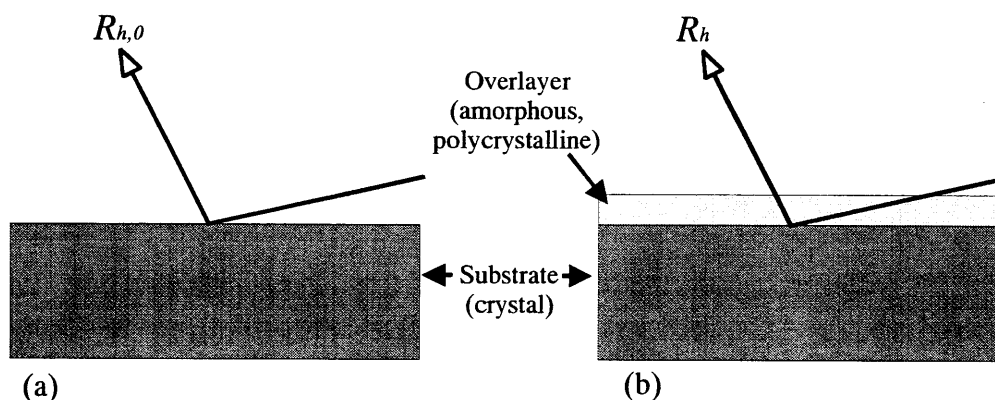 R_{h,0}
R_h
Overlayer
(amorphous,
polycrystalline)
Substrate
(crystal)
(a)
(b)